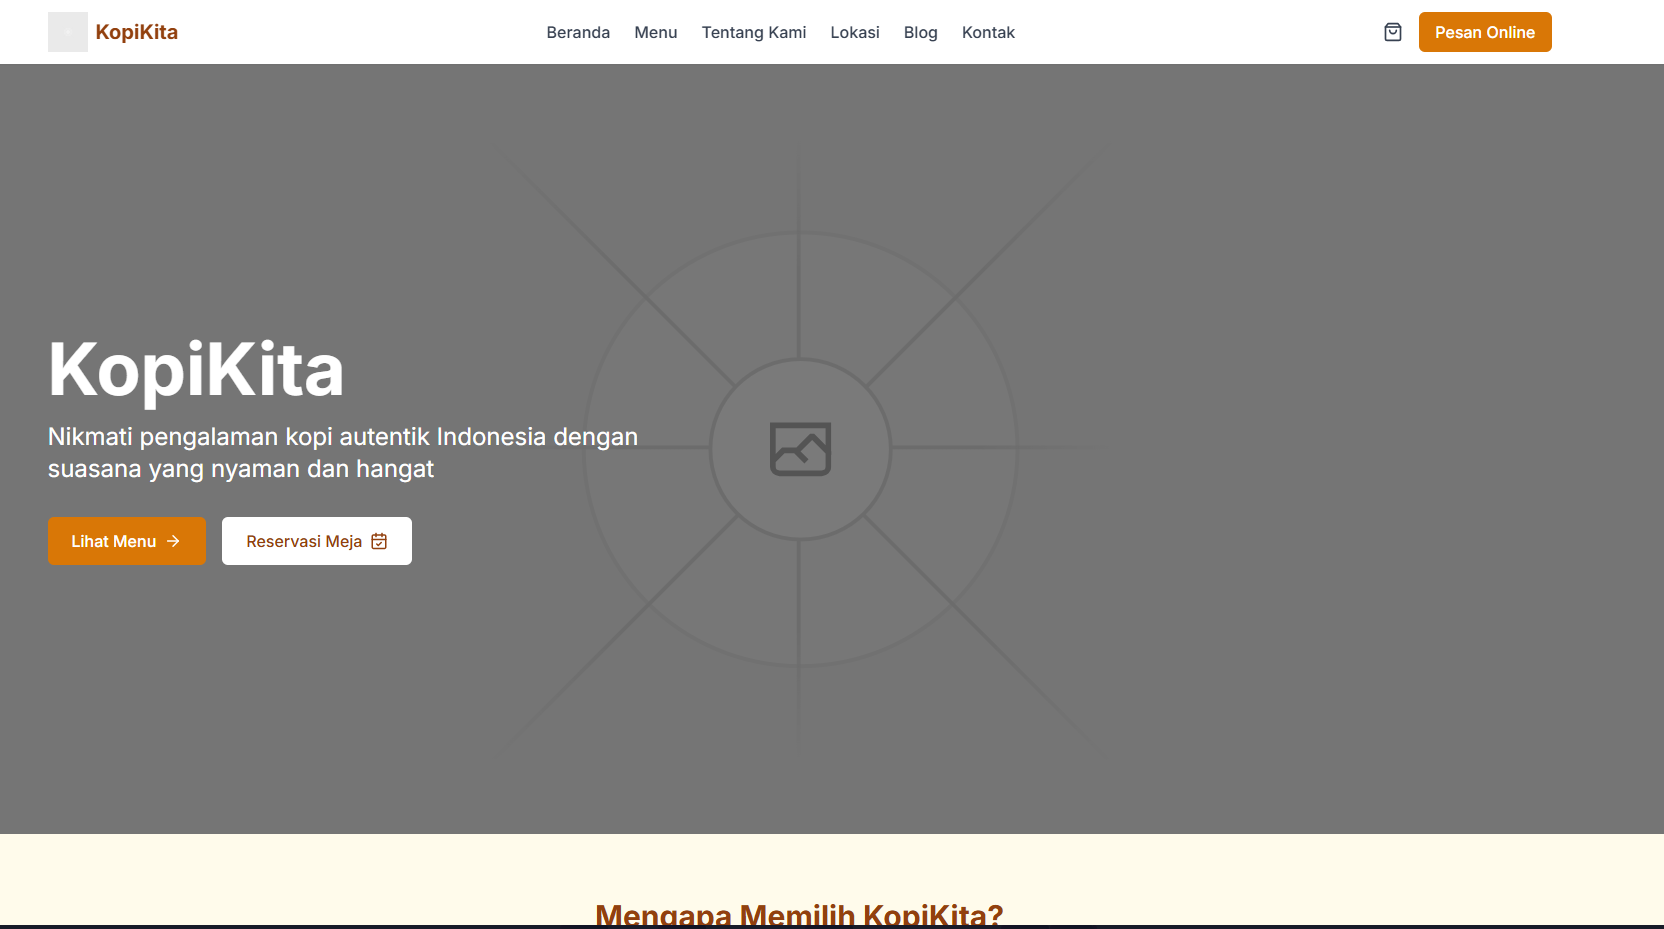 KopiKita
Beranda Menu Tentang Kami Lokasi Blog Kontak
Pesan Online
KopiKita
Nikmati pengalaman kopi autentik Indonesia dengan
suasana yang nyaman dan hangat
Lihat Menu
Reservasi Meja
Mengapa Memilih KopiKita?